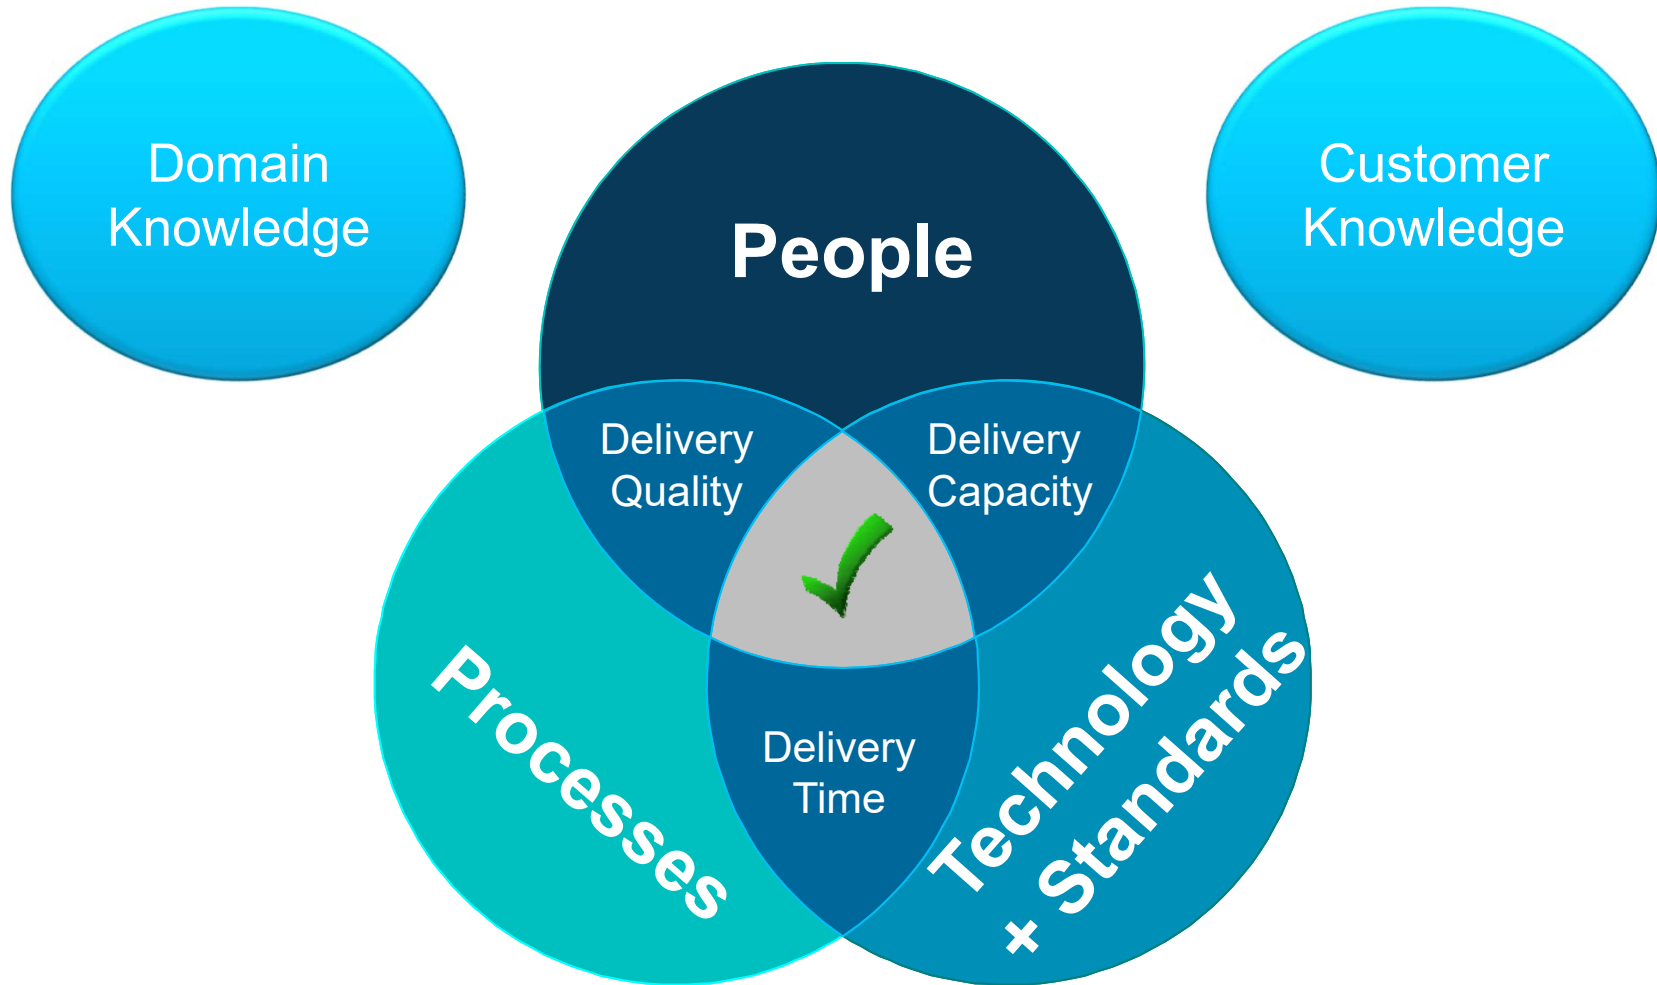 Domain
Knowledge
Customer
Knowledge
People
Delivery
Quality
Delivery
Capacity
Processes
Delivery
Time
Technology
+ Standards